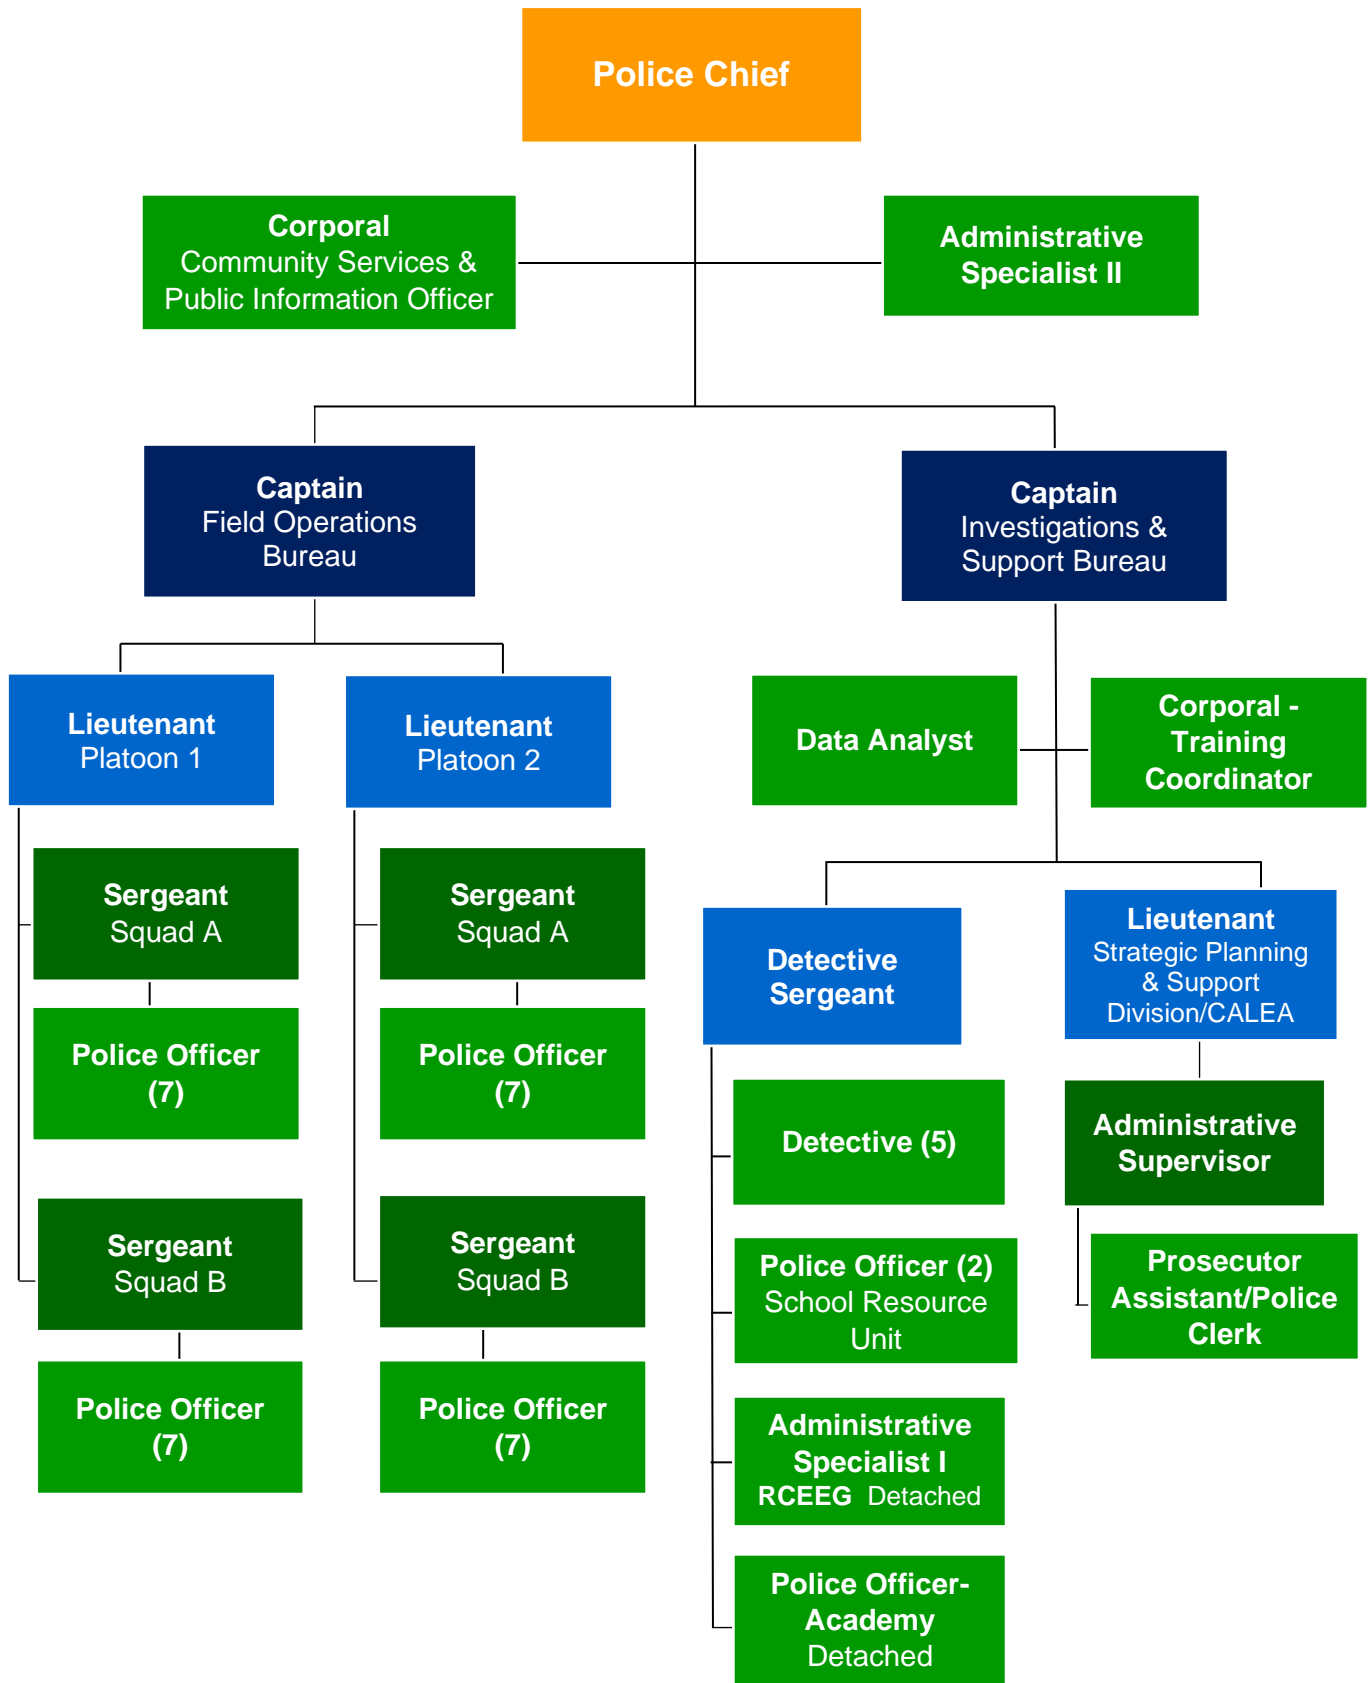 Police Chief
Corporal
Community Services &
Public Information Officer
Administrative
Specialist II
Captain
Field Operations
Bureau
Captain
Investigations &
Support Bureau
Lieutenant
Platoon 1
Lieutenant
Platoon 2
Data Analyst
Corporal -
Training
Coordinator
Sergeant
Squad A
Sergeant
Squad A
Detective
Sergeant
Lieutenant
Strategic Planning
& Support
Division/CALEA
Police Officer
(7)
Police Officer
(7)
Detective (5)
Administrative
Supervisor
Sergeant
Squad B
Sergeant
Squad B
Police Officer (2)
School Resource
Unit
Prosecutor
Assistant/Police
Clerk
Police Officer
(7)
Police Officer
(7)
Administrative
Specialist I
RCEEG Detached
Police Officer-
Academy
Detached